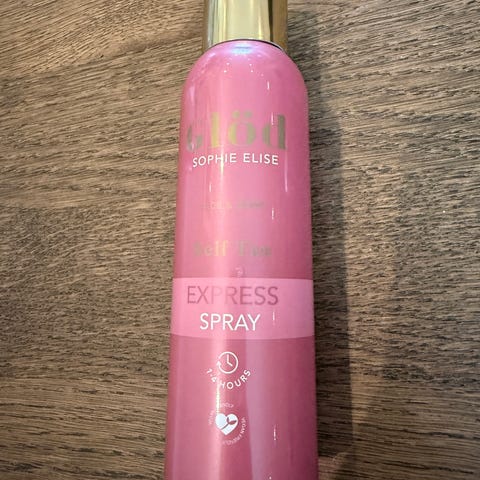 glöd
SOPHIE ELISE
Self Tan
EXPRESS
SPRAY
1-4 HOURS